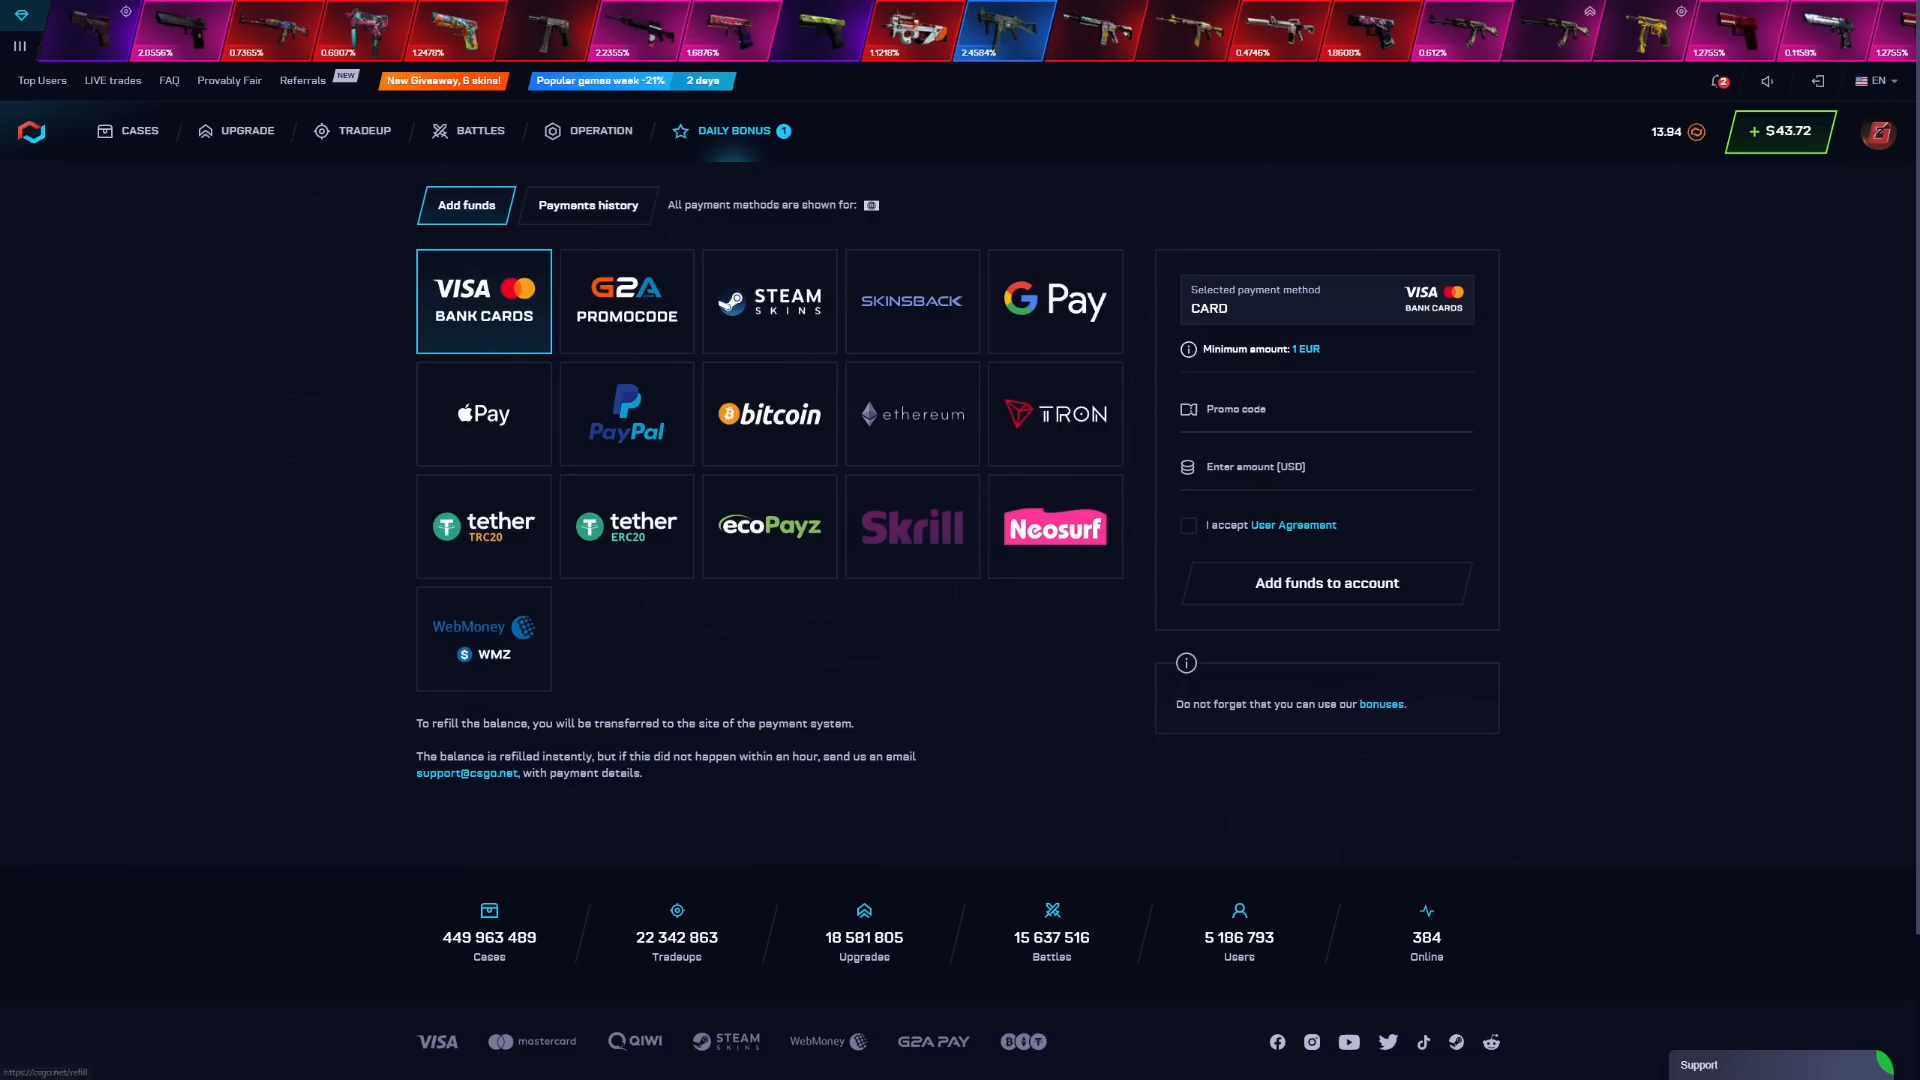 2.0556%
0.7365%
0.6907%
1.2478%
2.2355%
1.6876%
1.1218%
2.4584%
0.4746%
1.8608%
0.612%
1.2755%
0.1159%
1.2755%
Top Users
LIVE trades
FAQ
Provably Fair
Referrals
NEW
New Giveaway, 6 skins!
Popular games week -21%
2 days
2
EN
CASES
UPGRADE
TRADEUP
BATTLES
OPERATION
DAILY BONUS 1
13.94
+ $43.72
Add funds
Payments history
All payment methods are shown for:
VISA
BANK CARDS
G2A
PROMOCODE
STEAM
SKINS
SKINSBACK
G Pay
Pay
PayPal
bitcoin
ethereum
TRON
tether
TRC20
tether
ERC20
ecoPayz
Skrill
Neosurf
WebMoney
WMZ
Selected payment method
CARD
VISA
BANK CARDS
Minimum amount: 1 EUR
Promo code
Enter amount (USD)
I accept User Agreement
Add funds to account
Do not forget that you can use our bonuses.
To refill the balance, you will be transferred to the site of the payment system.
The balance is refilled instantly, but if this did not happen within an hour, send us an email
support@csgo.net, with payment details.
449 963 489
Cases
22 342 863
Tradeups
18 581 805
Upgrades
15 637 516
Battles
5 186 793
Users
384
Online
VISA
mastercard
QIWI
STEAM
SKINS
WebMoney
G2A PAY
https://csgo.net/refill
Support